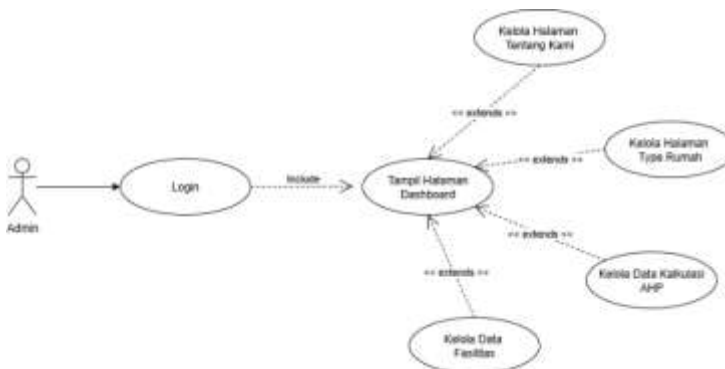 Kelola Halaman
Tentang Kami
<< extends >>
Kelola Halaman
Type Rumah
<< extends >>
Login
Include
Tampil Halaman
Dashboard
Admin
<< extends >>
<< extends >>
Kelola Data Kalkulasi
AHP
Kelola Data
Fasilitas